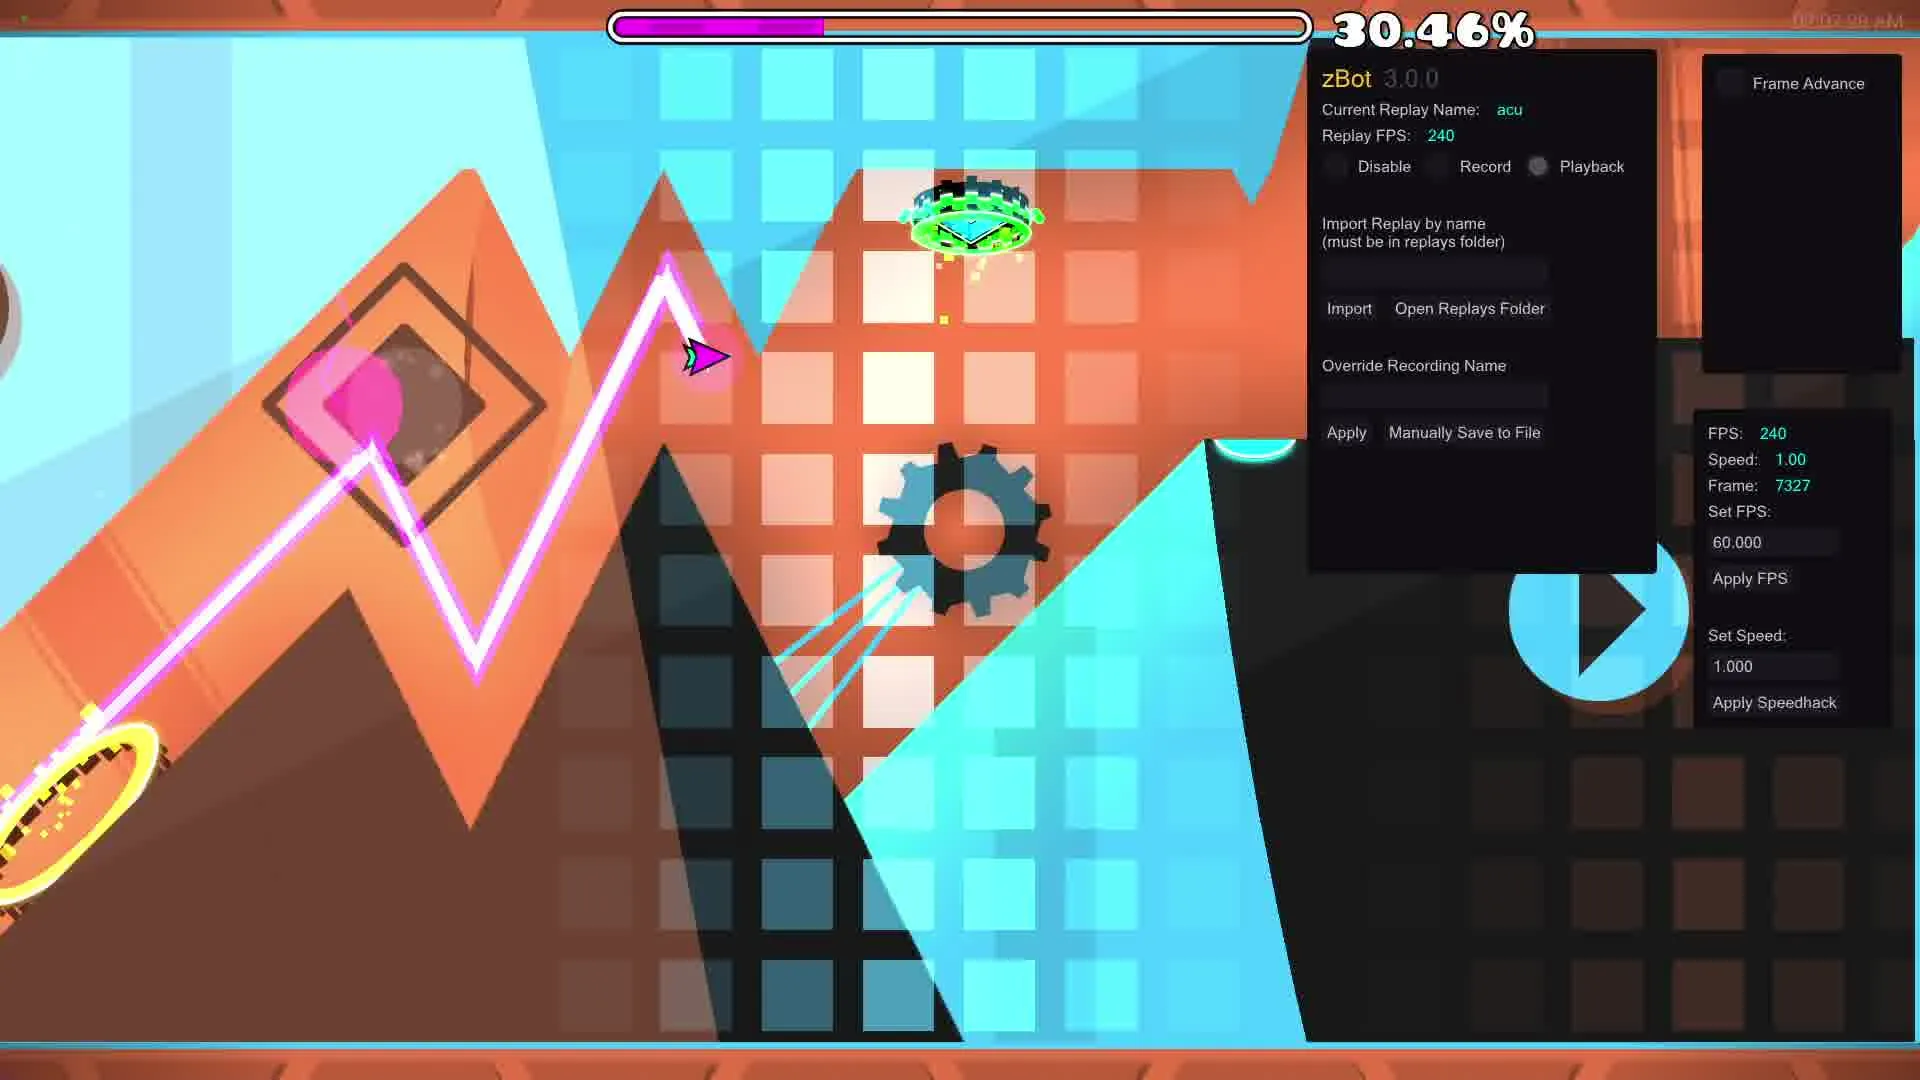 30.46%
zBot 3.0.0
Current Replay Name: acu
Replay FPS: 240
Disable Record Playback
Import Replay by name
(must be in replays folder)
Import Open Replays Folder
Override Recording Name
Apply Manually Save to File
Frame Advance
FPS: 240
Speed: 1.00
Frame: 7327
Set FPS:
60.000
Apply FPS
Set Speed:
1.000
Apply Speedhack